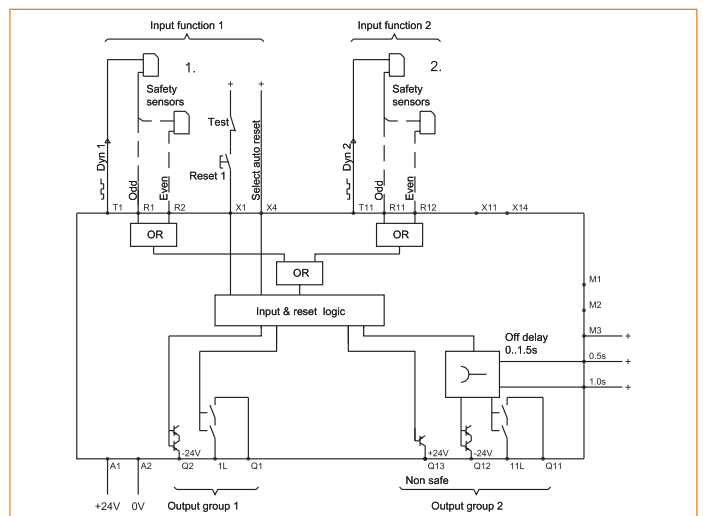 Input function 1
Input function 2
1.
2.
Safety
sensors
Safety
sensors
Test
Reset 1
Select auto reset
Dyn 1
Odd
Even
Dyn 2
Odd
Even
T1 R1 R2 X1 X4 T11 R11 R12 X11 X14
OR
OR
OR
Input & reset logic
M1
M2
M3
0.5s
1.0s
Off delay
0..1.5s
-24V
+24V
-24V
A1 A2 Q2 1L Q1 Q13 Q12 11L Q11
Non safe
+24V 0V
Output group 1
Output group 2